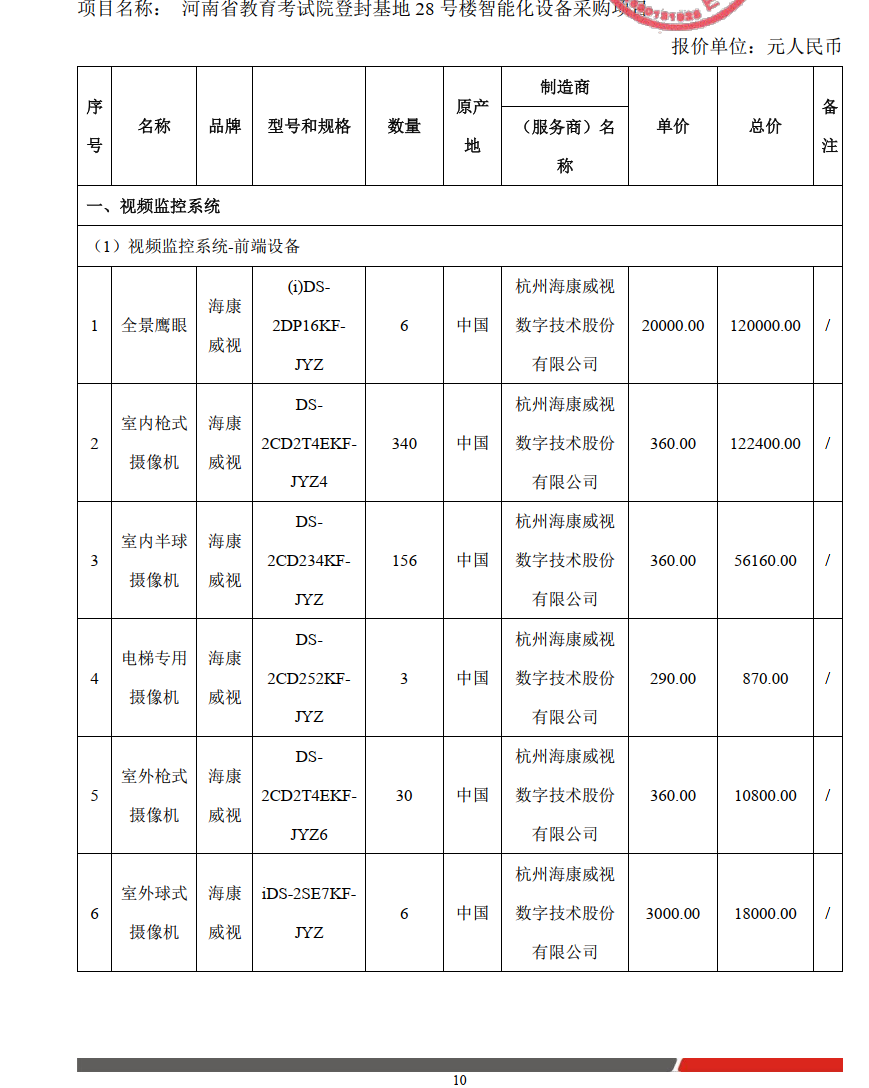 项目名称： 河南省教育考试院登封基地 28 号楼智能化设备采购项目
报价单位：元人民币
序号 名称 品牌 型号和规格 数量 原产地 制造商（服务商）名称 单价 总价 备注
一、视频监控系统
（1）视频监控系统-前端设备
1 全景鹰眼 海康威视 (i)DS-2DP16KF-JYZ 6 中国 杭州海康威视数字技术股份有限公司 20000.00 120000.00 /
2 室内枪式摄像机 海康威视 DS-2CD2T4EKF-JYZ4 340 中国 杭州海康威视数字技术股份有限公司 360.00 122400.00 /
3 室内半球摄像机 海康威视 DS-2CD234KF-JYZ 156 中国 杭州海康威视数字技术股份有限公司 360.00 56160.00 /
4 电梯专用摄像机 海康威视 DS-2CD252KF-JYZ 3 中国 杭州海康威视数字技术股份有限公司 290.00 870.00 /
5 室外枪式摄像机 海康威视 DS-2CD2T4EKF-JYZ6 30 中国 杭州海康威视数字技术股份有限公司 360.00 10800.00 /
6 室外球式摄像机 海康威视 iDS-2SE7KF-JYZ 6 中国 杭州海康威视数字技术股份有限公司 3000.00 18000.00 /
10